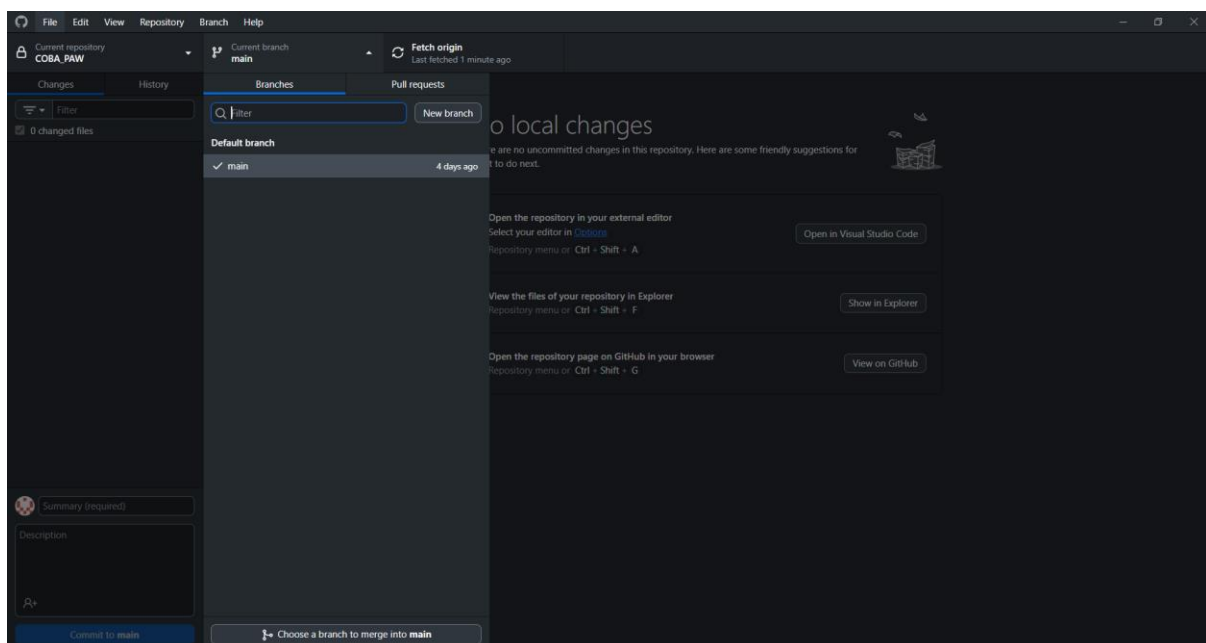 File Edit View Repository Branch Help
Current repository
COBA_PAW
Current branch
main
Fetch origin
Last fetched 1 minute ago
Changes History
Branches Pull requests
Filter
0 changed files
Filter
New branch
Default branch
main 4 days ago
o local changes
e are no uncommitted changes in this repository. Here are some friendly suggestions for
t to do next.
Open the repository in your external editor
Select your editor in Options
Repository menu or Ctrl + Shift + A
Open in Visual Studio Code
View the files of your repository in Explorer
Repository menu or Ctrl + Shift + F
Show in Explorer
Open the repository page on GitHub in your browser
Repository menu or Ctrl + Shift + G
View on GitHub
Summary (required)
Description
Commit to main
Choose a branch to merge into main